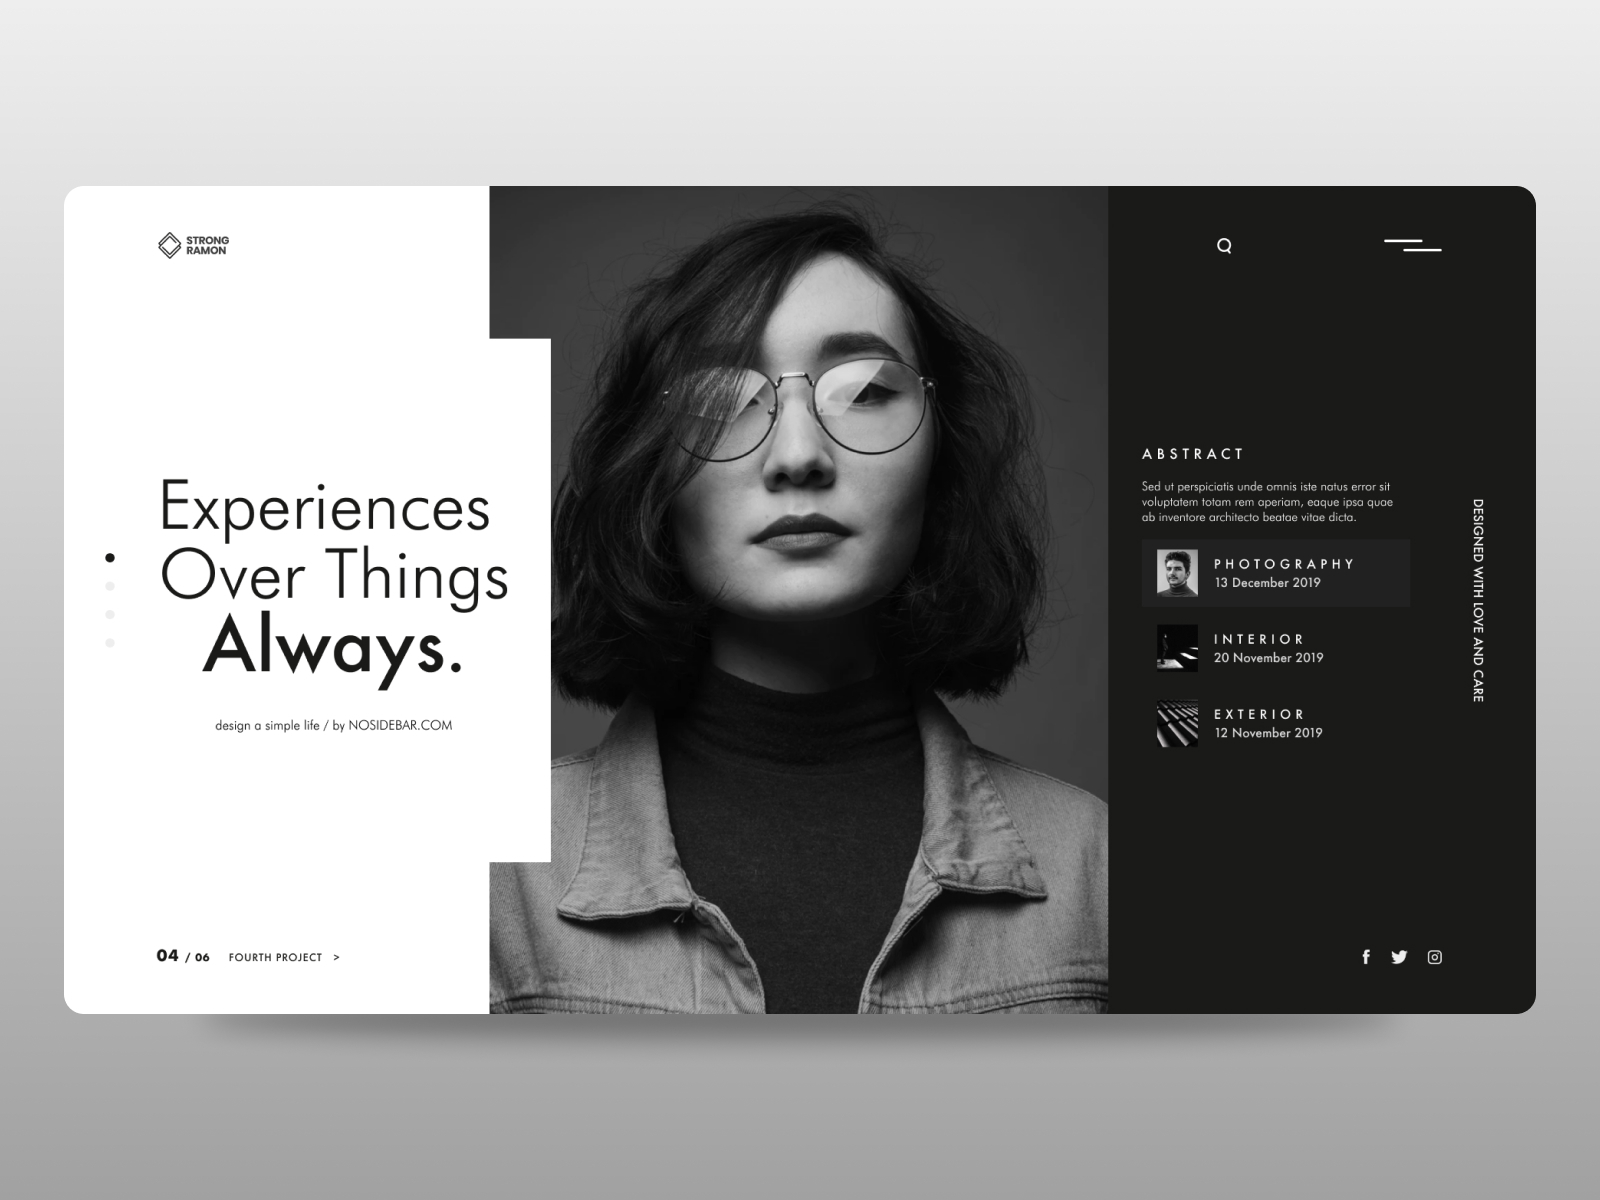 STRONG
RAMON
Experiences
Over Things
Always.
design a simple life / by NOSIDEBAR.COM
04 / 06 FOURTH PROJECT >
ABSTRACT
Sed ut perspiciatis unde omnis iste natus error sit
voluptatem totam rem aperiam, eaque ipsa quae
ab inventore architecto beatae vitae dicta.
PHOTOGRAPHY
13 December 2019
INTERIOR
20 November 2019
EXTERIOR
12 November 2019
DESIGNED WITH LOVE AND CARE